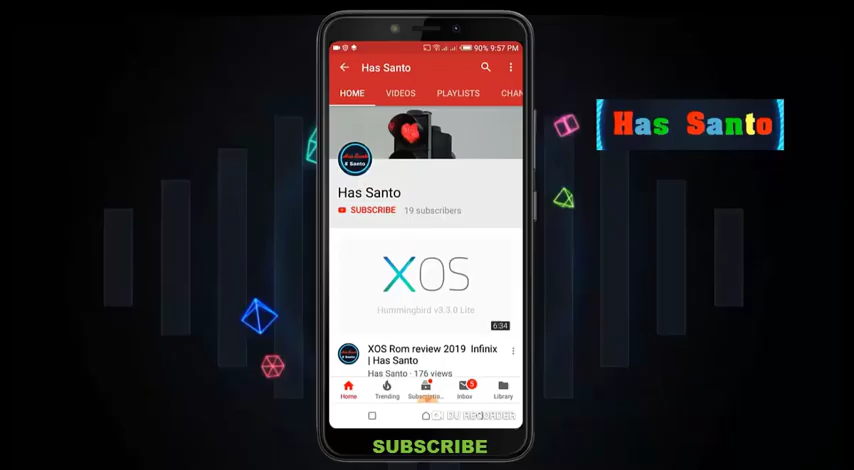 90% 9:57 PM
Has Santo
HOME VIDEOS PLAYLISTS CHAN
Has Santo
Has Santo
SUBSCRIBE 19 subscribers
XOS
Hummingbird v3.3.0 Lite
6:34
XOS Rom review 2019 Infinix
| Has Santo
Has Santo · 176 views
5
Home Trending Subscriptio... Inbox Library
DU RECORDER
SUBSCRIBE